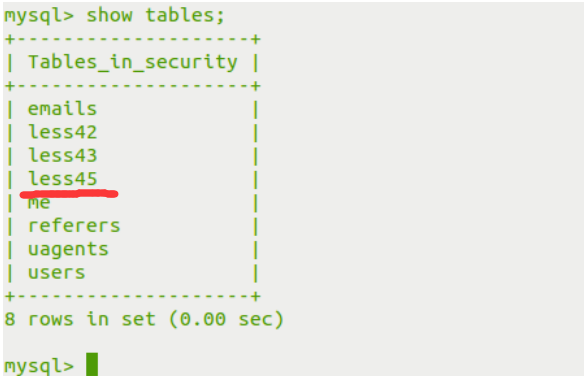 mysql> show tables;
+--------------------+
| Tables_in_security |
+--------------------+
| emails             |
| less42             |
| less43             |
| less45             |
| me                 |
| referers           |
| uagents            |
| users              |
+--------------------+
8 rows in set (0.00 sec)
mysql>